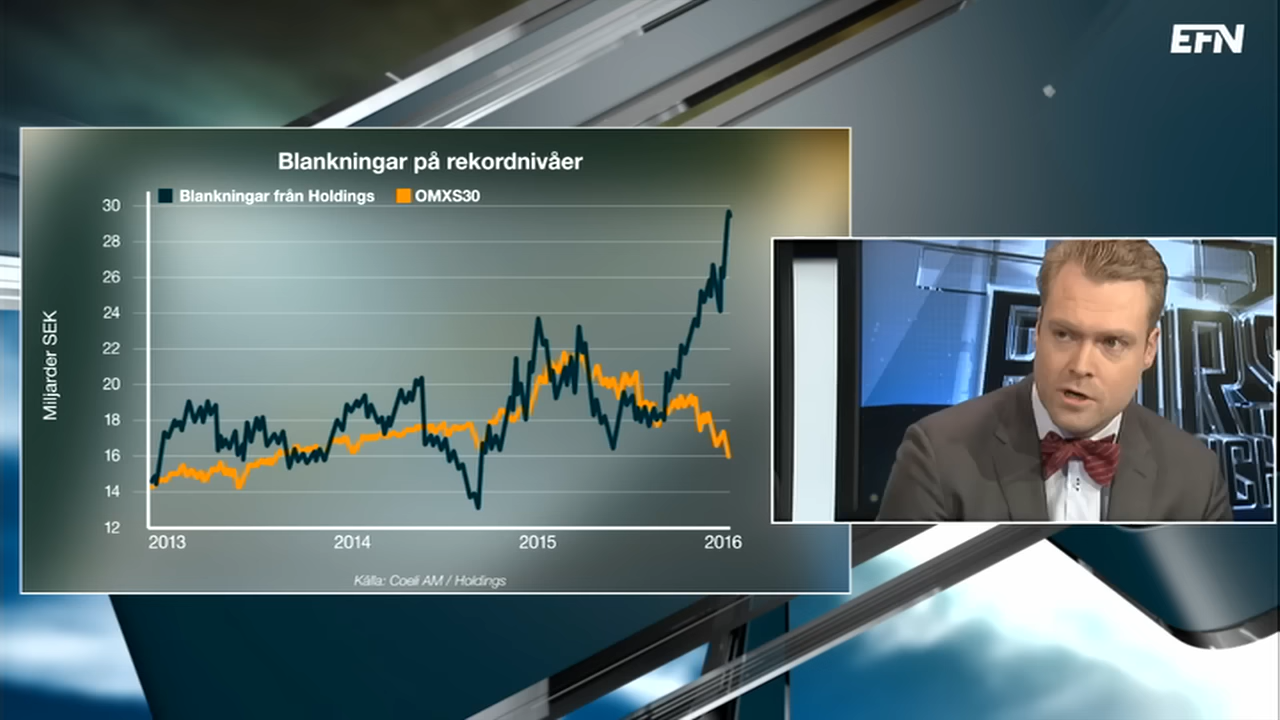 EFN
Blankningar på rekordnivåer
Blankningar från Holdings
OMXS30
Miljarder SEK
30
28
26
24
22
20
18
16
14
12
2013
2014
2015
2016
Källa: Coeli AM / Holdings